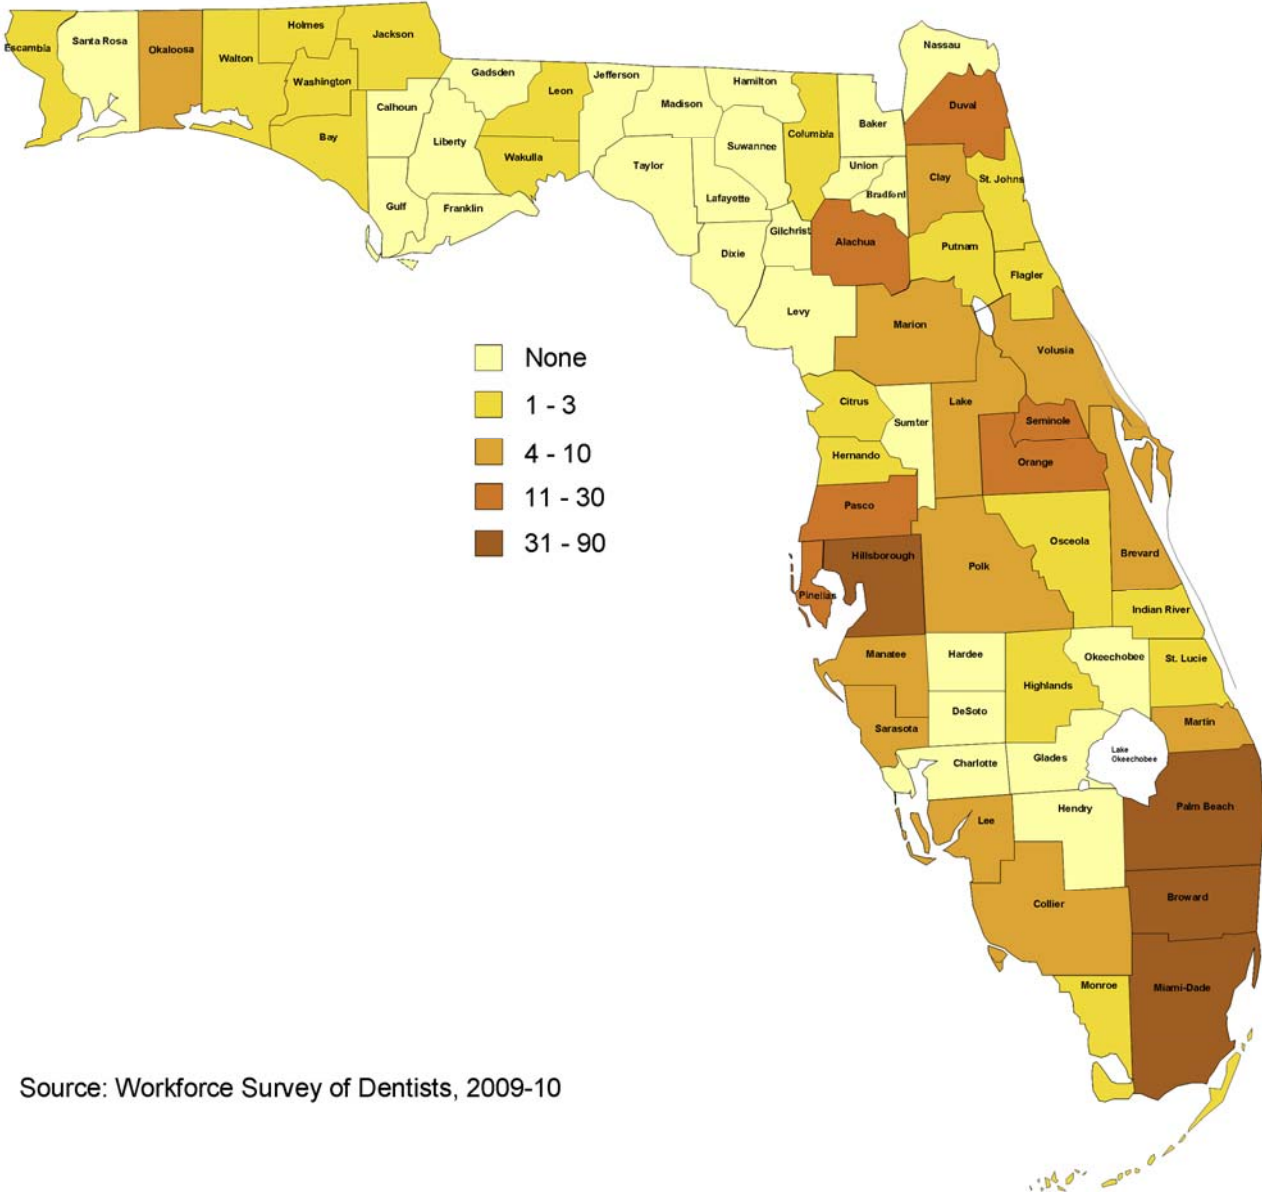 Escambia
Santa Rosa
Okaloosa
Walton
Holmes
Washington
Jackson
Bay
Calhoun
Gulf
Liberty
Franklin
Gadsden
Leon
Wakulla
Jefferson
Madison
Taylor
Hamilton
Suwannee
Lafayette
Dixie
Columbia
Gilchrist
Levy
Baker
Union
Bradford
Alachua
Nassau
Duval
Clay
St. Johns
Putnam
Flagler
Marion
Volusia
None
1 - 3
4 - 10
11 - 30
31 - 90
Citrus
Sumter
Lake
Seminole
Orange
Hernando
Pasco
Hillsborough
Pinellas
Polk
Osceola
Brevard
Indian River
Manatee
Hardee
Highlands
Okeechobee
St. Lucie
Sarasota
DeSoto
Martin
Charlotte
Glades
Lake
Okeechobee
Lee
Hendry
Palm Beach
Collier
Broward
Monroe
Miami-Dade
Source: Workforce Survey of Dentists, 2009-10